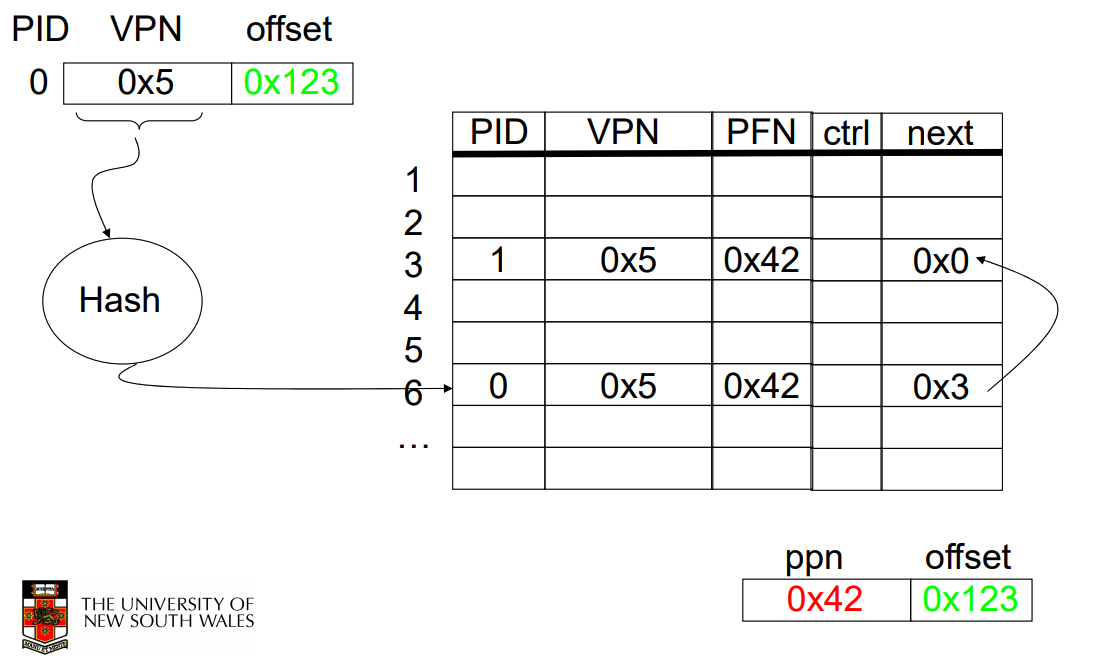 PID VPN offset
0 0x5 0x123
PID VPN PFN ctrl next
1
2
3 1 0x5 0x42 0x0
4
5
6 0 0x5 0x42 0x3
…
Hash
ppn offset
0x42 0x123
THE UNIVERSITY OF
NEW SOUTH WALES